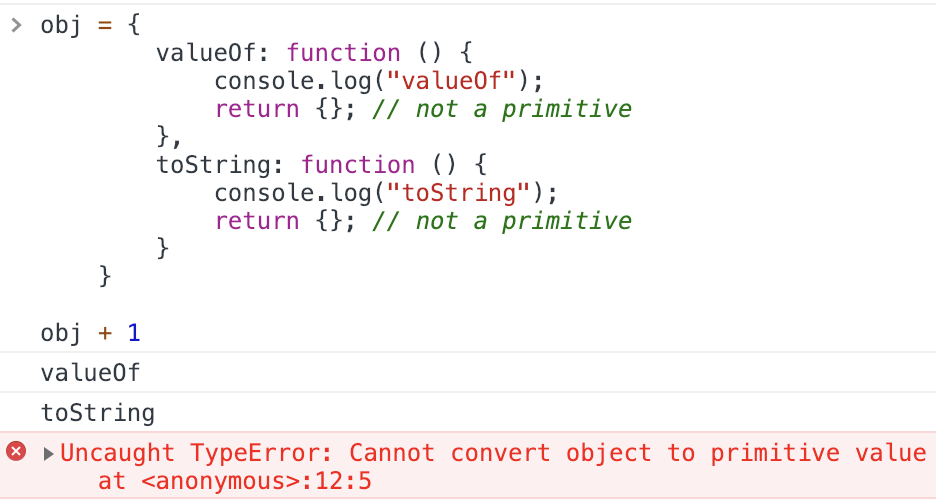 > obj = {
        valueOf: function () {
            console.log("valueOf");
            return {}; // not a primitive
        },
        toString: function () {
            console.log("toString");
            return {}; // not a primitive
        }
    }
obj + 1
valueOf
toString
Uncaught TypeError: Cannot convert object to primitive value
    at <anonymous>:12:5